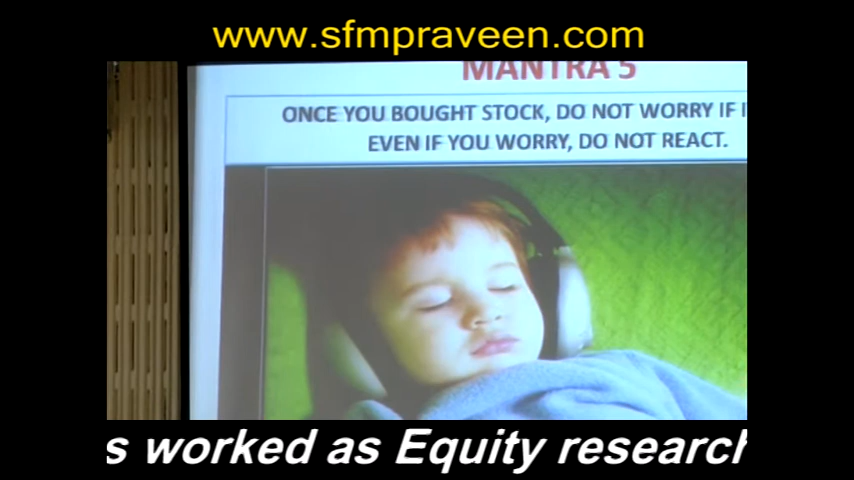 www.sfmpraveen.com
MANTRA 5
ONCE YOU BOUGHT STOCK, DO NOT WORRY IF
EVEN IF YOU WORRY, DO NOT REACT.
s worked as Equity research